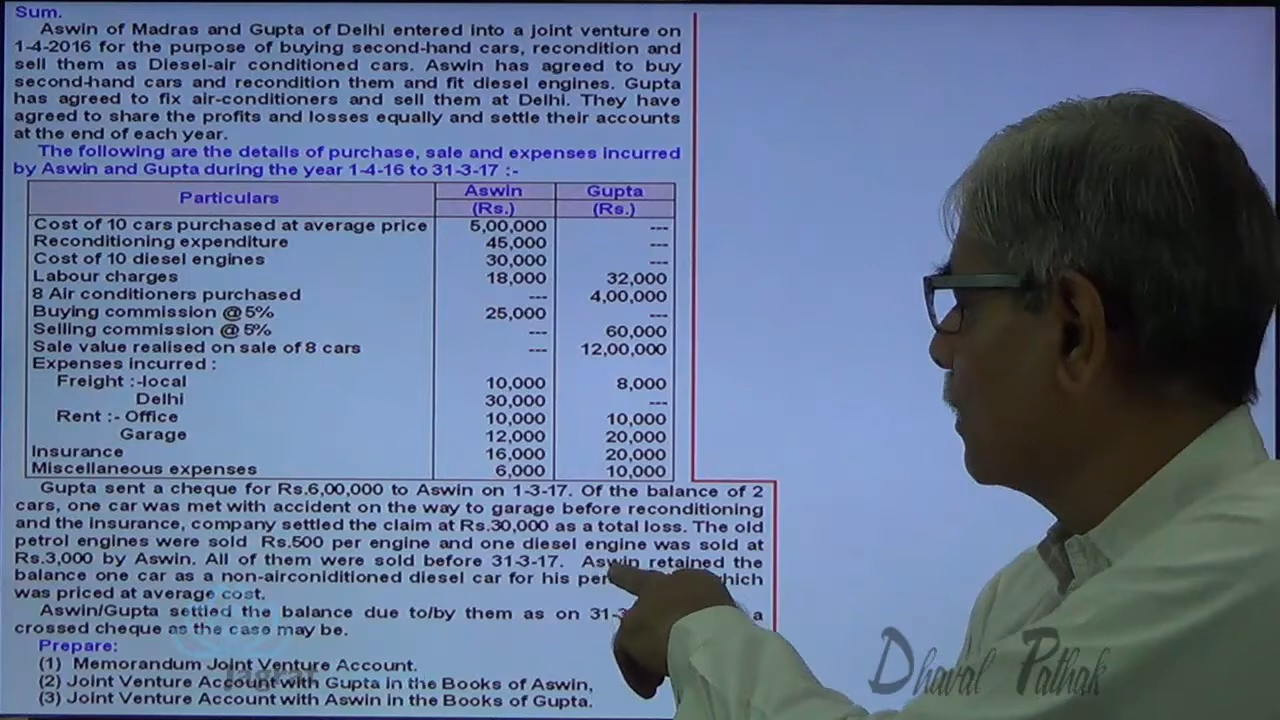 Sum.
Aswin of Madras and Gupta of Delhi entered into a joint venture on
1-4-2016 for the purpose of buying second-hand cars, recondition and
sell them as Diesel-air conditioned cars. Aswin has agreed to buy
second-hand cars and recondition them and fit diesel engines. Gupta
has agreed to fix air-conditioners and sell them at Delhi. They have
agreed to share the profits and losses equally and settle their accounts
at the end of each year.
The following are the details of purchase, sale and expenses incurred
by Aswin and Gupta during the year 1-4-16 to 31-3-17 :-
Particulars Aswin (Rs.) Gupta (Rs.)
Cost of 10 cars purchased at average price 5,00,000 ---
Reconditioning expenditure 45,000 ---
Cost of 10 diesel engines 30,000 ---
Labour charges 18,000 32,000
8 Air conditioners purchased --- 4,00,000
Buying commission @ 5% 25,000 ---
Selling commission @ 5% --- 60,000
Sale value realised on sale of 8 cars --- 12,00,000
Expenses incurred :
Freight :-local 10,000 8,000
Delhi 30,000 ---
Rent :- Office 10,000 10,000
Garage 12,000 20,000
Insurance 16,000 20,000
Miscellaneous expenses 6,000 10,000
Gupta sent a cheque for Rs.6,00,000 to Aswin on 1-3-17. Of the balance of 2
cars, one car was met with accident on the way to garage before reconditioning
and the insurance, company settled the claim at Rs.30,000 as a total loss. The old
petrol engines were sold Rs.500 per engine and one diesel engine was sold at
Rs.3,000 by Aswin. All of them were sold before 31-3-17. Aswin retained the
balance one car as a non-airconiditioned diesel car for his which
was priced at average cost.
Aswin/Gupta settled the balance due to/by them as on a
crossed cheque as the case may be.
Prepare:
(1) Memorandum Joint Venture Account.
(2) Joint Venture Account with Gupta in the Books of Aswin,
(3) Joint Venture Account with Aswin in the Books of Gupta.
Jagrat
Dhaval Pathak